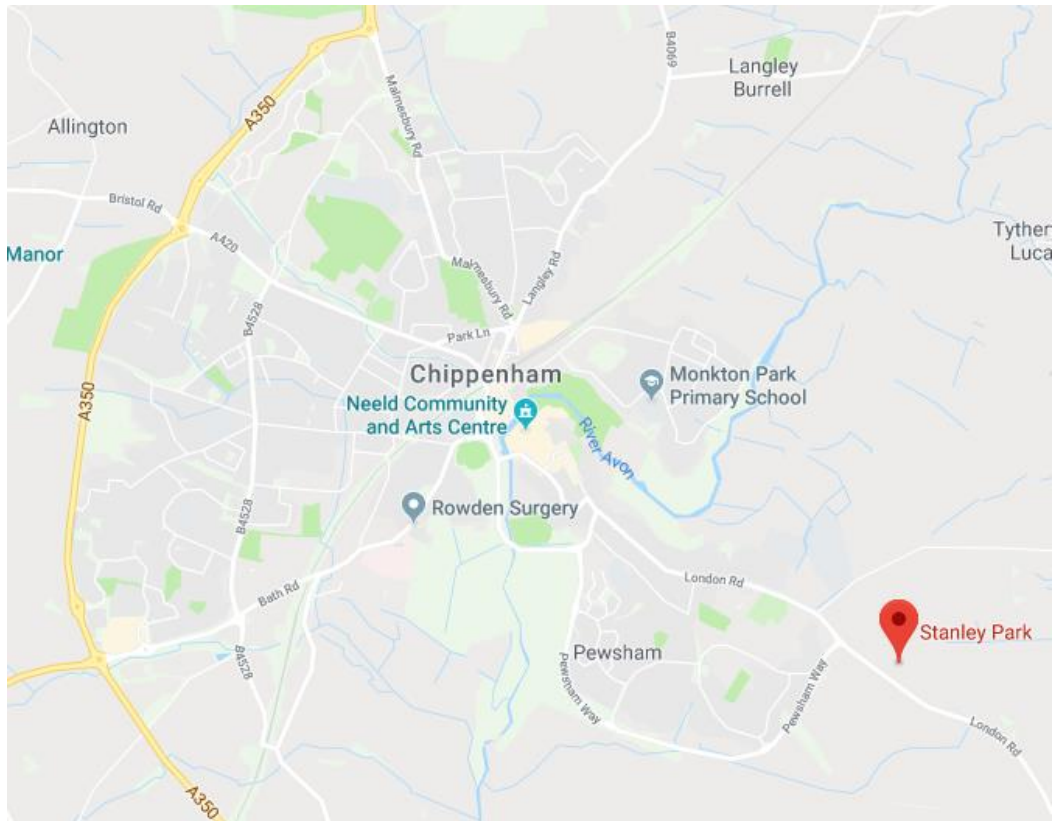 B4069
Langley
Burrell
Malmesbury Rd
A350
Allington
Bristol Rd
A420
Manor
Tyther
Luca
Malmesbury Rd
Langley Rd
B4528
Park Ln
Chippenham
Monkton Park
Primary School
Neeld Community
and Arts Centre
A350
River Avon
Rowden Surgery
B4528
London Rd
Bath Rd
Stanley Park
Pewsham
B4528
Pewsham Way
Pewsham Way
London Rd
A350